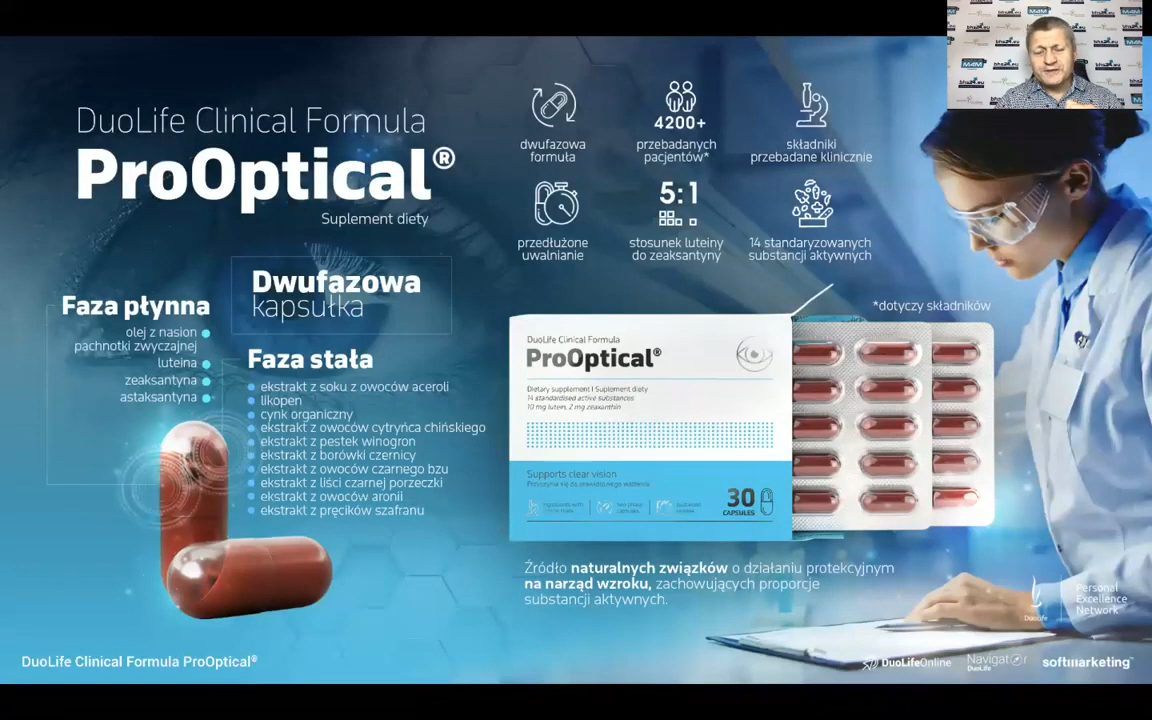 DuoLife Clinical Formula
ProOptical®
Suplement diety
dwufazowa
formuła
4200+
przebadanych
pacjentów*
składniki
przebadane klinicznie
przedłużone
uwalnianie
5:1
stosunek luteiny
do zeaksantyny
14 standaryzowanych
substancji aktywnych
*dotyczy składników
Dwufazowa
kapsułka
Faza płynna
olej z nasion
pachnotki zwyczajnej
luteina
zeaksantyna
astaksantyna
Faza stała
ekstrakt z soku z owoców aceroli
likopen
cynk organiczny
ekstrakt z owoców cytryńca chińskiego
ekstrakt z pestek winogron
ekstrakt z borówki czernicy
ekstrakt z owoców czarnego bzu
ekstrakt z liści czarnej porzeczki
ekstrakt z owoców aronii
ekstrakt z pręcików szafranu
DuoLife Clinical Formula
ProOptical®
Dietary supplement | Suplement diety
14 standardised active substances
10 mg lutein, 2 mg zeaxanthin
Supports clear vision
30
CAPSULES
Źródło naturalnych związków o działaniu protekcyjnym
na narząd wzroku, zachowujących proporcje
substancji aktywnych.
DuoLife
Personal
Excellence
Network
DuoLife Clinical Formula ProOptical®
DuoLifeOnline
Navigator
DuoLife
softmarketing™